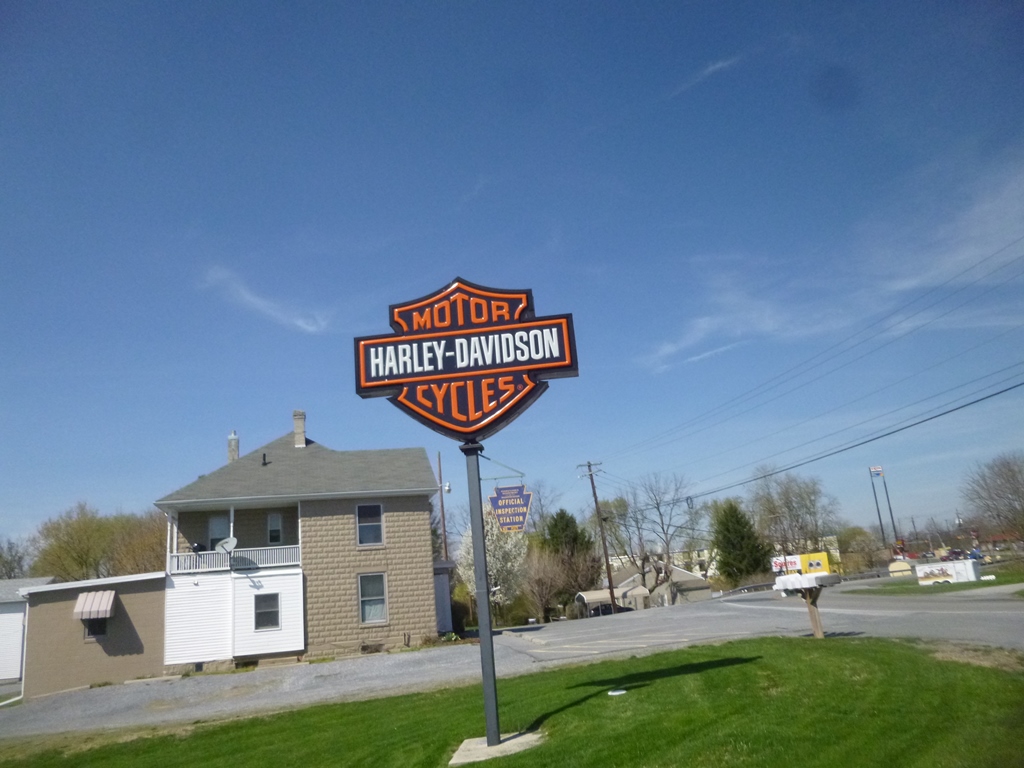 MOTOR
HARLEY-DAVIDSON
CYCLES
OFFICIAL
INSPECTION
STATION